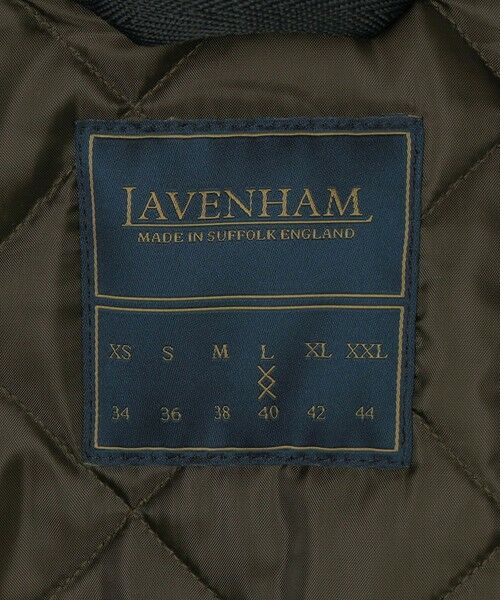 LAVENHAM
MADE IN SUFFOLK ENGLAND
XS S M L XL XXL
34 36 38 40 42 44